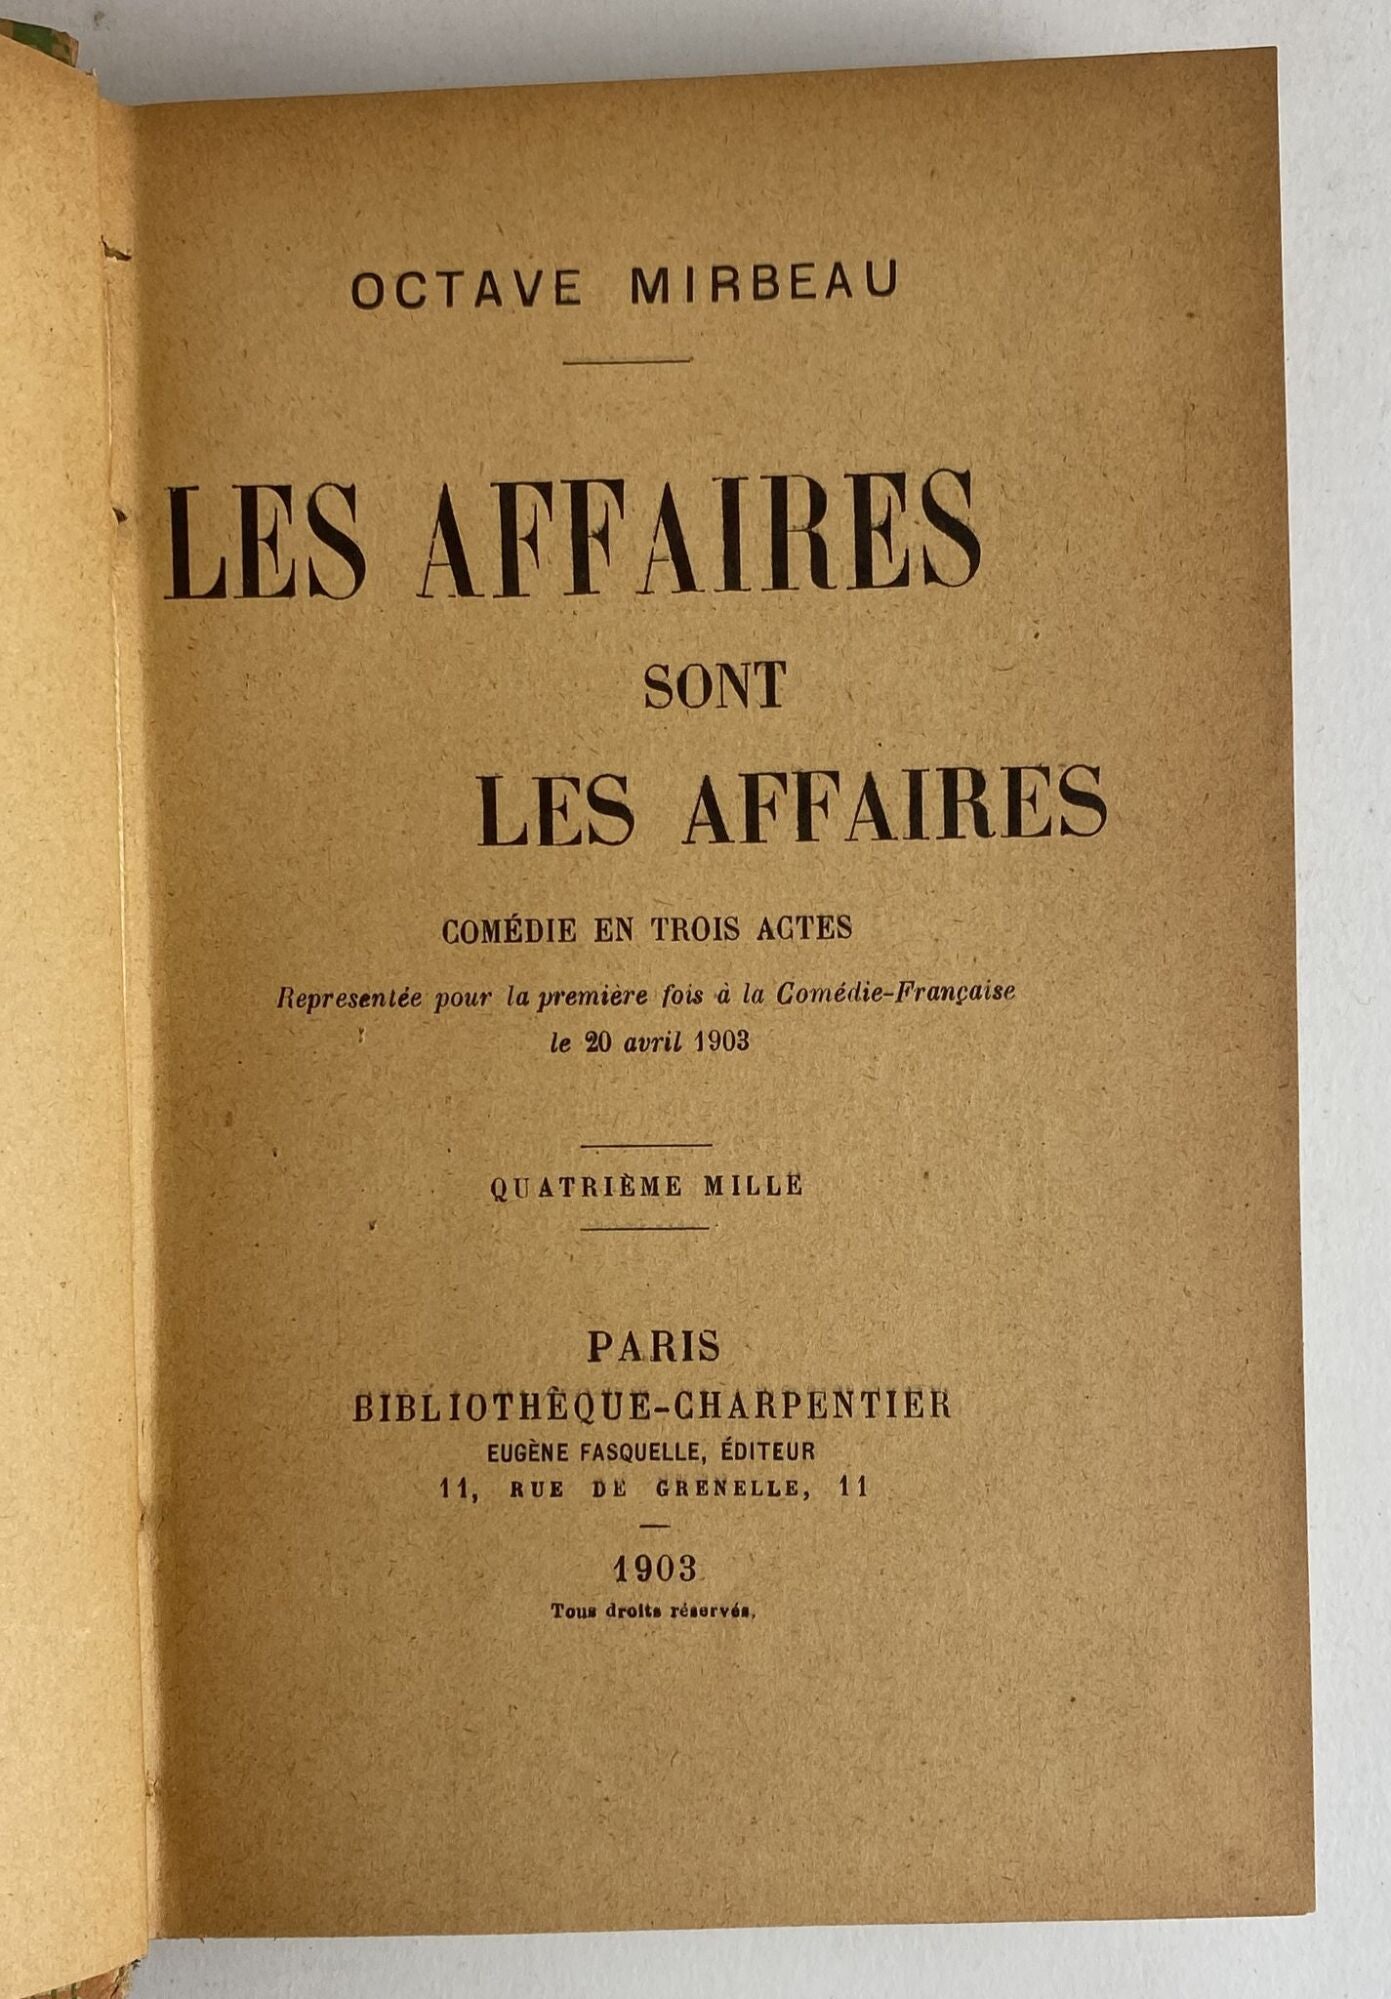 OCTAVE MIRBEAU
LES AFFAIRES
SONT
LES AFFAIRES
COMÉDIE EN TROIS ACTES
Representée pour la première fois à la Comédie-Française
le 20 avril 1903
QUATRIÈME MILLE
PARIS
BIBLIOTHÈQUE-CHARPENTIER
EUGÈNE FASQUELLE, ÉDITEUR
11, RUE DE GRENELLE, 11
1903
Tous droits réservés.